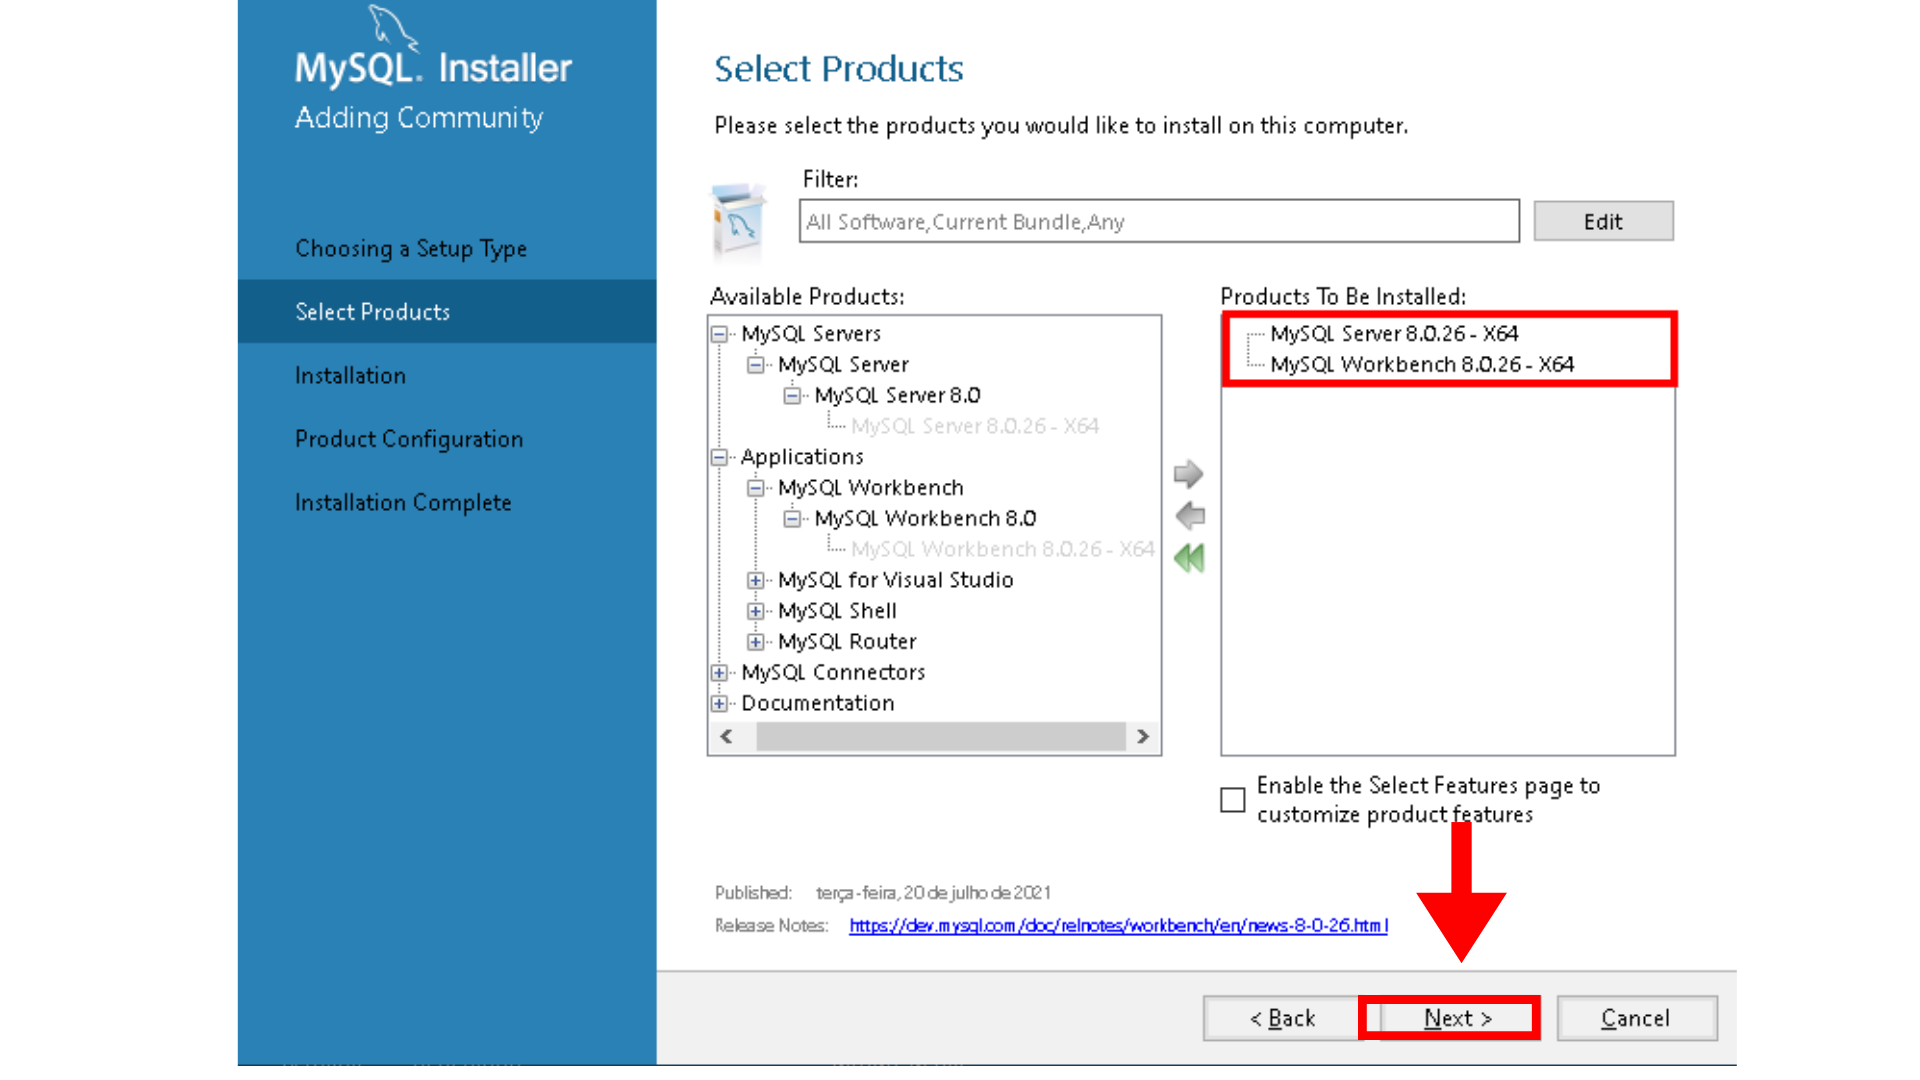 MySQL. Installer
Adding Community
Choosing a Setup Type
Select Products
Installation
Product Configuration
Installation Complete
Select Products
Please select the products you would like to install on this computer.
Filter:
All Software,Current Bundle,Any
Edit
Available Products:
MySQL Servers
MySQL Server
MySQL Server 8.0
MySQL Server 8.0.26 - X64
Applications
MySQL Workbench
MySQL Workbench 8.0
MySQL Workbench 8.0.26 - X64
MySQL for Visual Studio
MySQL Shell
MySQL Router
MySQL Connectors
Documentation
Products To Be Installed:
MySQL Server 8.0.26 - X64
MySQL Workbench 8.0.26 - X64
Enable the Select Features page to
customize product features
Published: terça-feira, 20 de julho de 2021
Release Notes: https://dev.mysql.com/doc/relnotes/workbench/en/news-8-0-26.html
< Back
Next >
Cancel